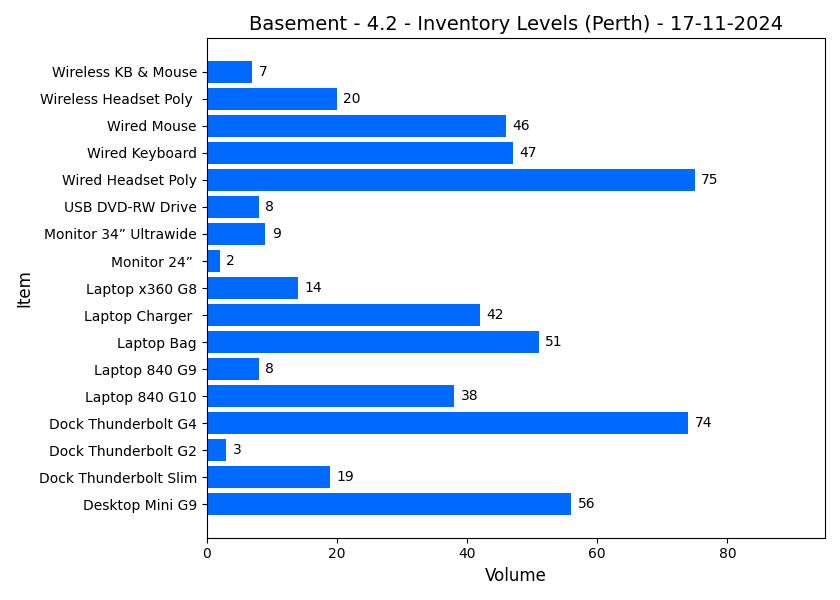 Basement - 4.2 - Inventory Levels (Perth) - 17-11-2024
Wireless KB & Mouse 7
Wireless Headset Poly 20
Wired Mouse 46
Wired Keyboard 47
Wired Headset Poly 75
USB DVD-RW Drive 8
Monitor 34” Ultrawide 9
Monitor 24” 2
Laptop x360 G8 14
Laptop Charger 42
Laptop Bag 51
Laptop 840 G9 8
Laptop 840 G10 38
Dock Thunderbolt G4 74
Dock Thunderbolt G2 3
Dock Thunderbolt Slim 19
Desktop Mini G9 56
Item
0 20 40 60 80
Volume